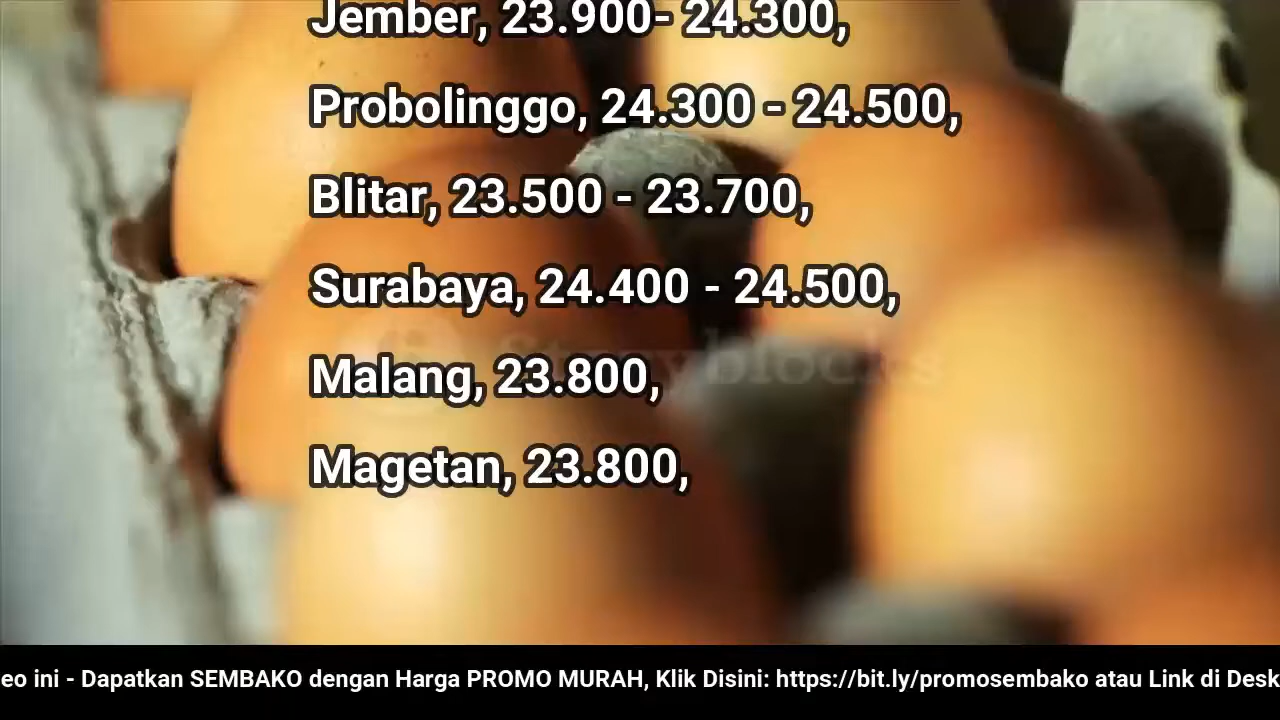 Jember, 23.900- 24.300,
Probolinggo, 24.300 - 24.500,
Blitar, 23.500 - 23.700,
Surabaya, 24.400 - 24.500,
Storyblocks
Malang, 23.800,
Magetan, 23.800,
eo ini - Dapatkan SEMBAKO dengan Harga PROMO MURAH, Klik Disini: https://bit.ly/promosembako atau Link di Desk